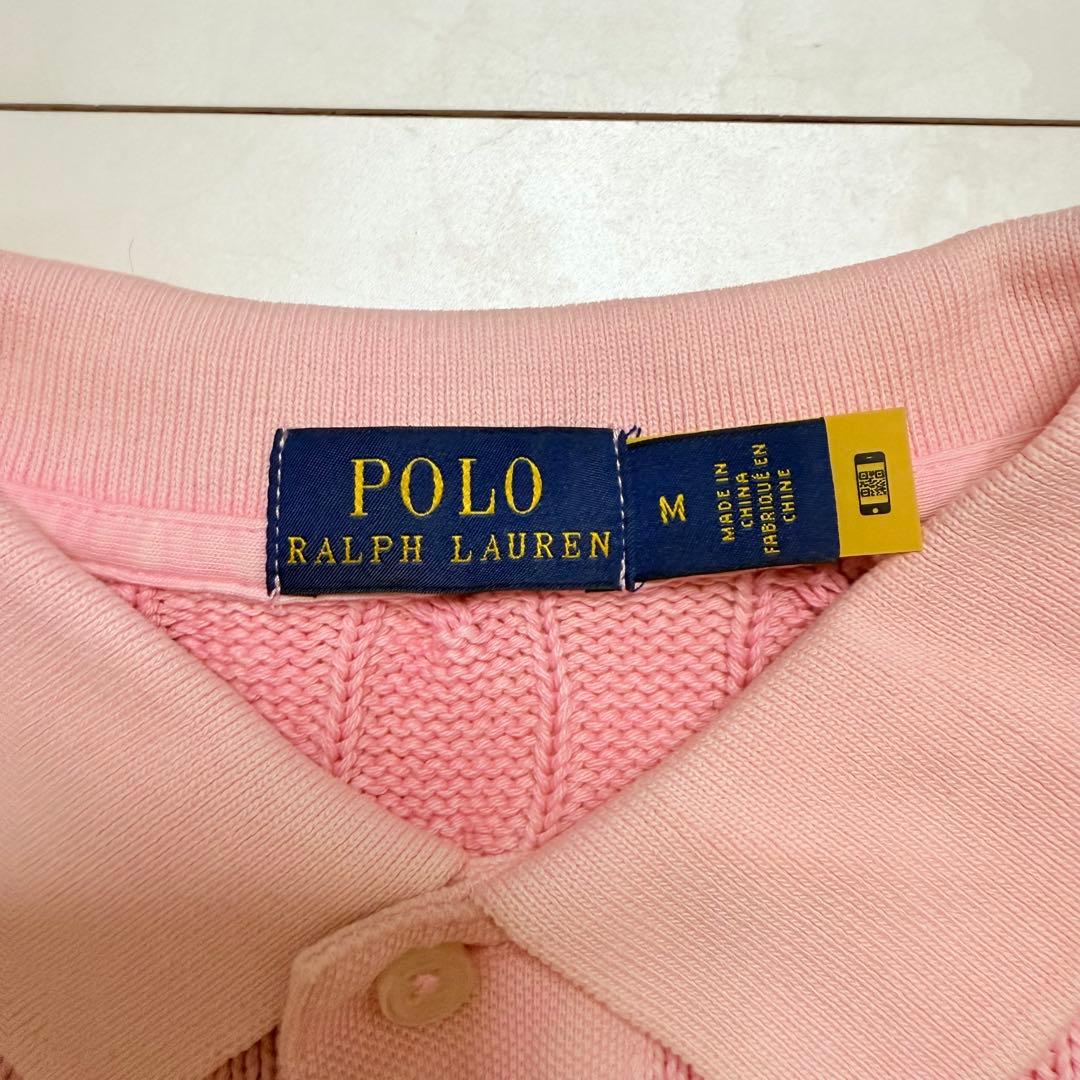 POLO
RALPH LAUREN
M
MADE IN
CHINA
FABRIQUÉ EN
CHINE